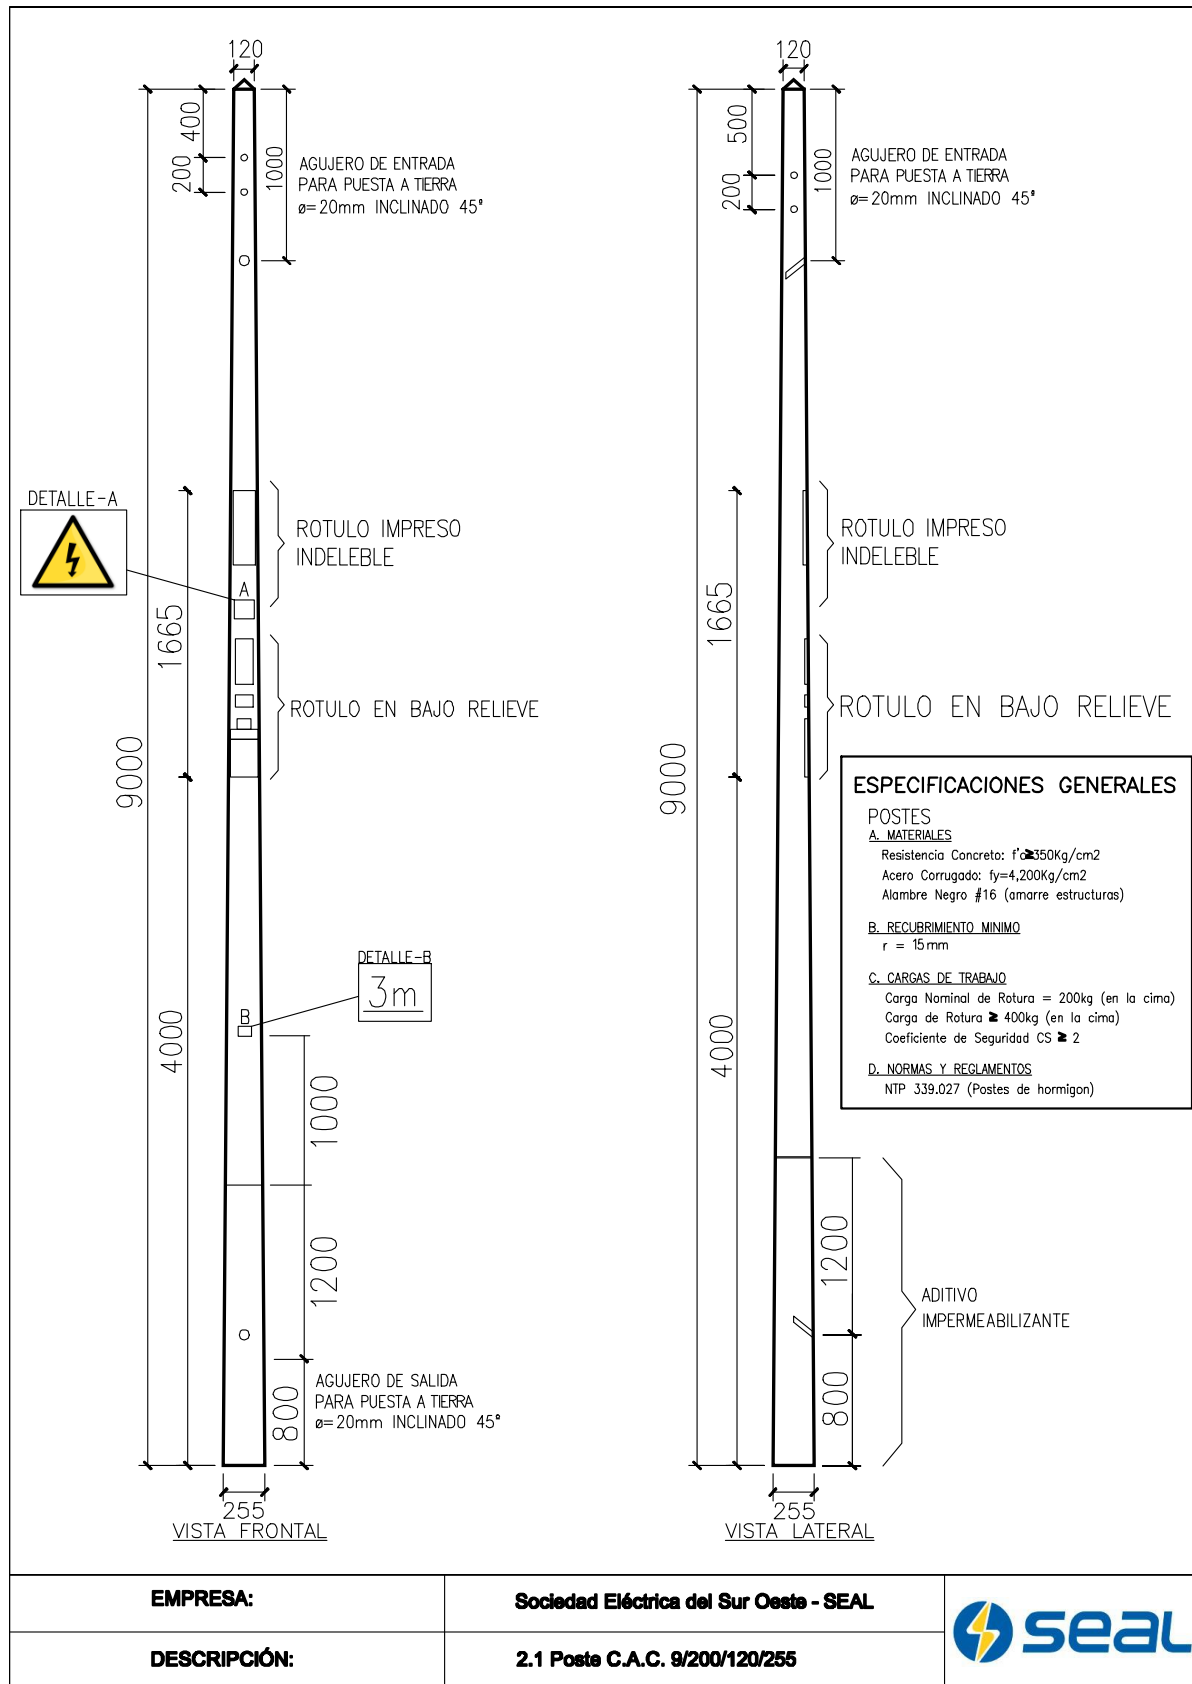 120
400
200
1000
AGUJERO DE ENTRADA
PARA PUESTA A TIERRA
ø=20mm INCLINADO 45°
DETALLE-A
A
ROTULO IMPRESO
INDELEBLE
1665
ROTULO EN BAJO RELIEVE
9000
DETALLE-B
3m
B
4000
1000
1200
800
AGUJERO DE SALIDA
PARA PUESTA A TIERRA
ø=20mm INCLINADO 45°
255
VISTA FRONTAL
120
500
200
1000
AGUJERO DE ENTRADA
PARA PUESTA A TIERRA
ø=20mm INCLINADO 45°
ROTULO IMPRESO
INDELEBLE
1665
ROTULO EN BAJO RELIEVE
9000
4000
1200
800
ADITIVO
IMPERMEABILIZANTE
255
VISTA LATERAL
ESPECIFICACIONES GENERALES
POSTES
A. MATERIALES
Resistencia Concreto: f'c≥350Kg/cm2
Acero Corrugado: fy=4,200Kg/cm2
Alambre Negro #16 (amarre estructuras)
B. RECUBRIMIENTO MINIMO
r = 15mm
C. CARGAS DE TRABAJO
Carga Nominal de Rotura = 200kg (en la cima)
Carga de Rotura ≥ 400kg (en la cima)
Coeficiente de Seguridad CS ≥ 2
D. NORMAS Y REGLAMENTOS
NTP 339.027 (Postes de hormigon)
EMPRESA:
Sociedad Eléctrica del Sur Oeste - SEAL
DESCRIPCIÓN:
2.1 Poste C.A.C. 9/200/120/255
seal